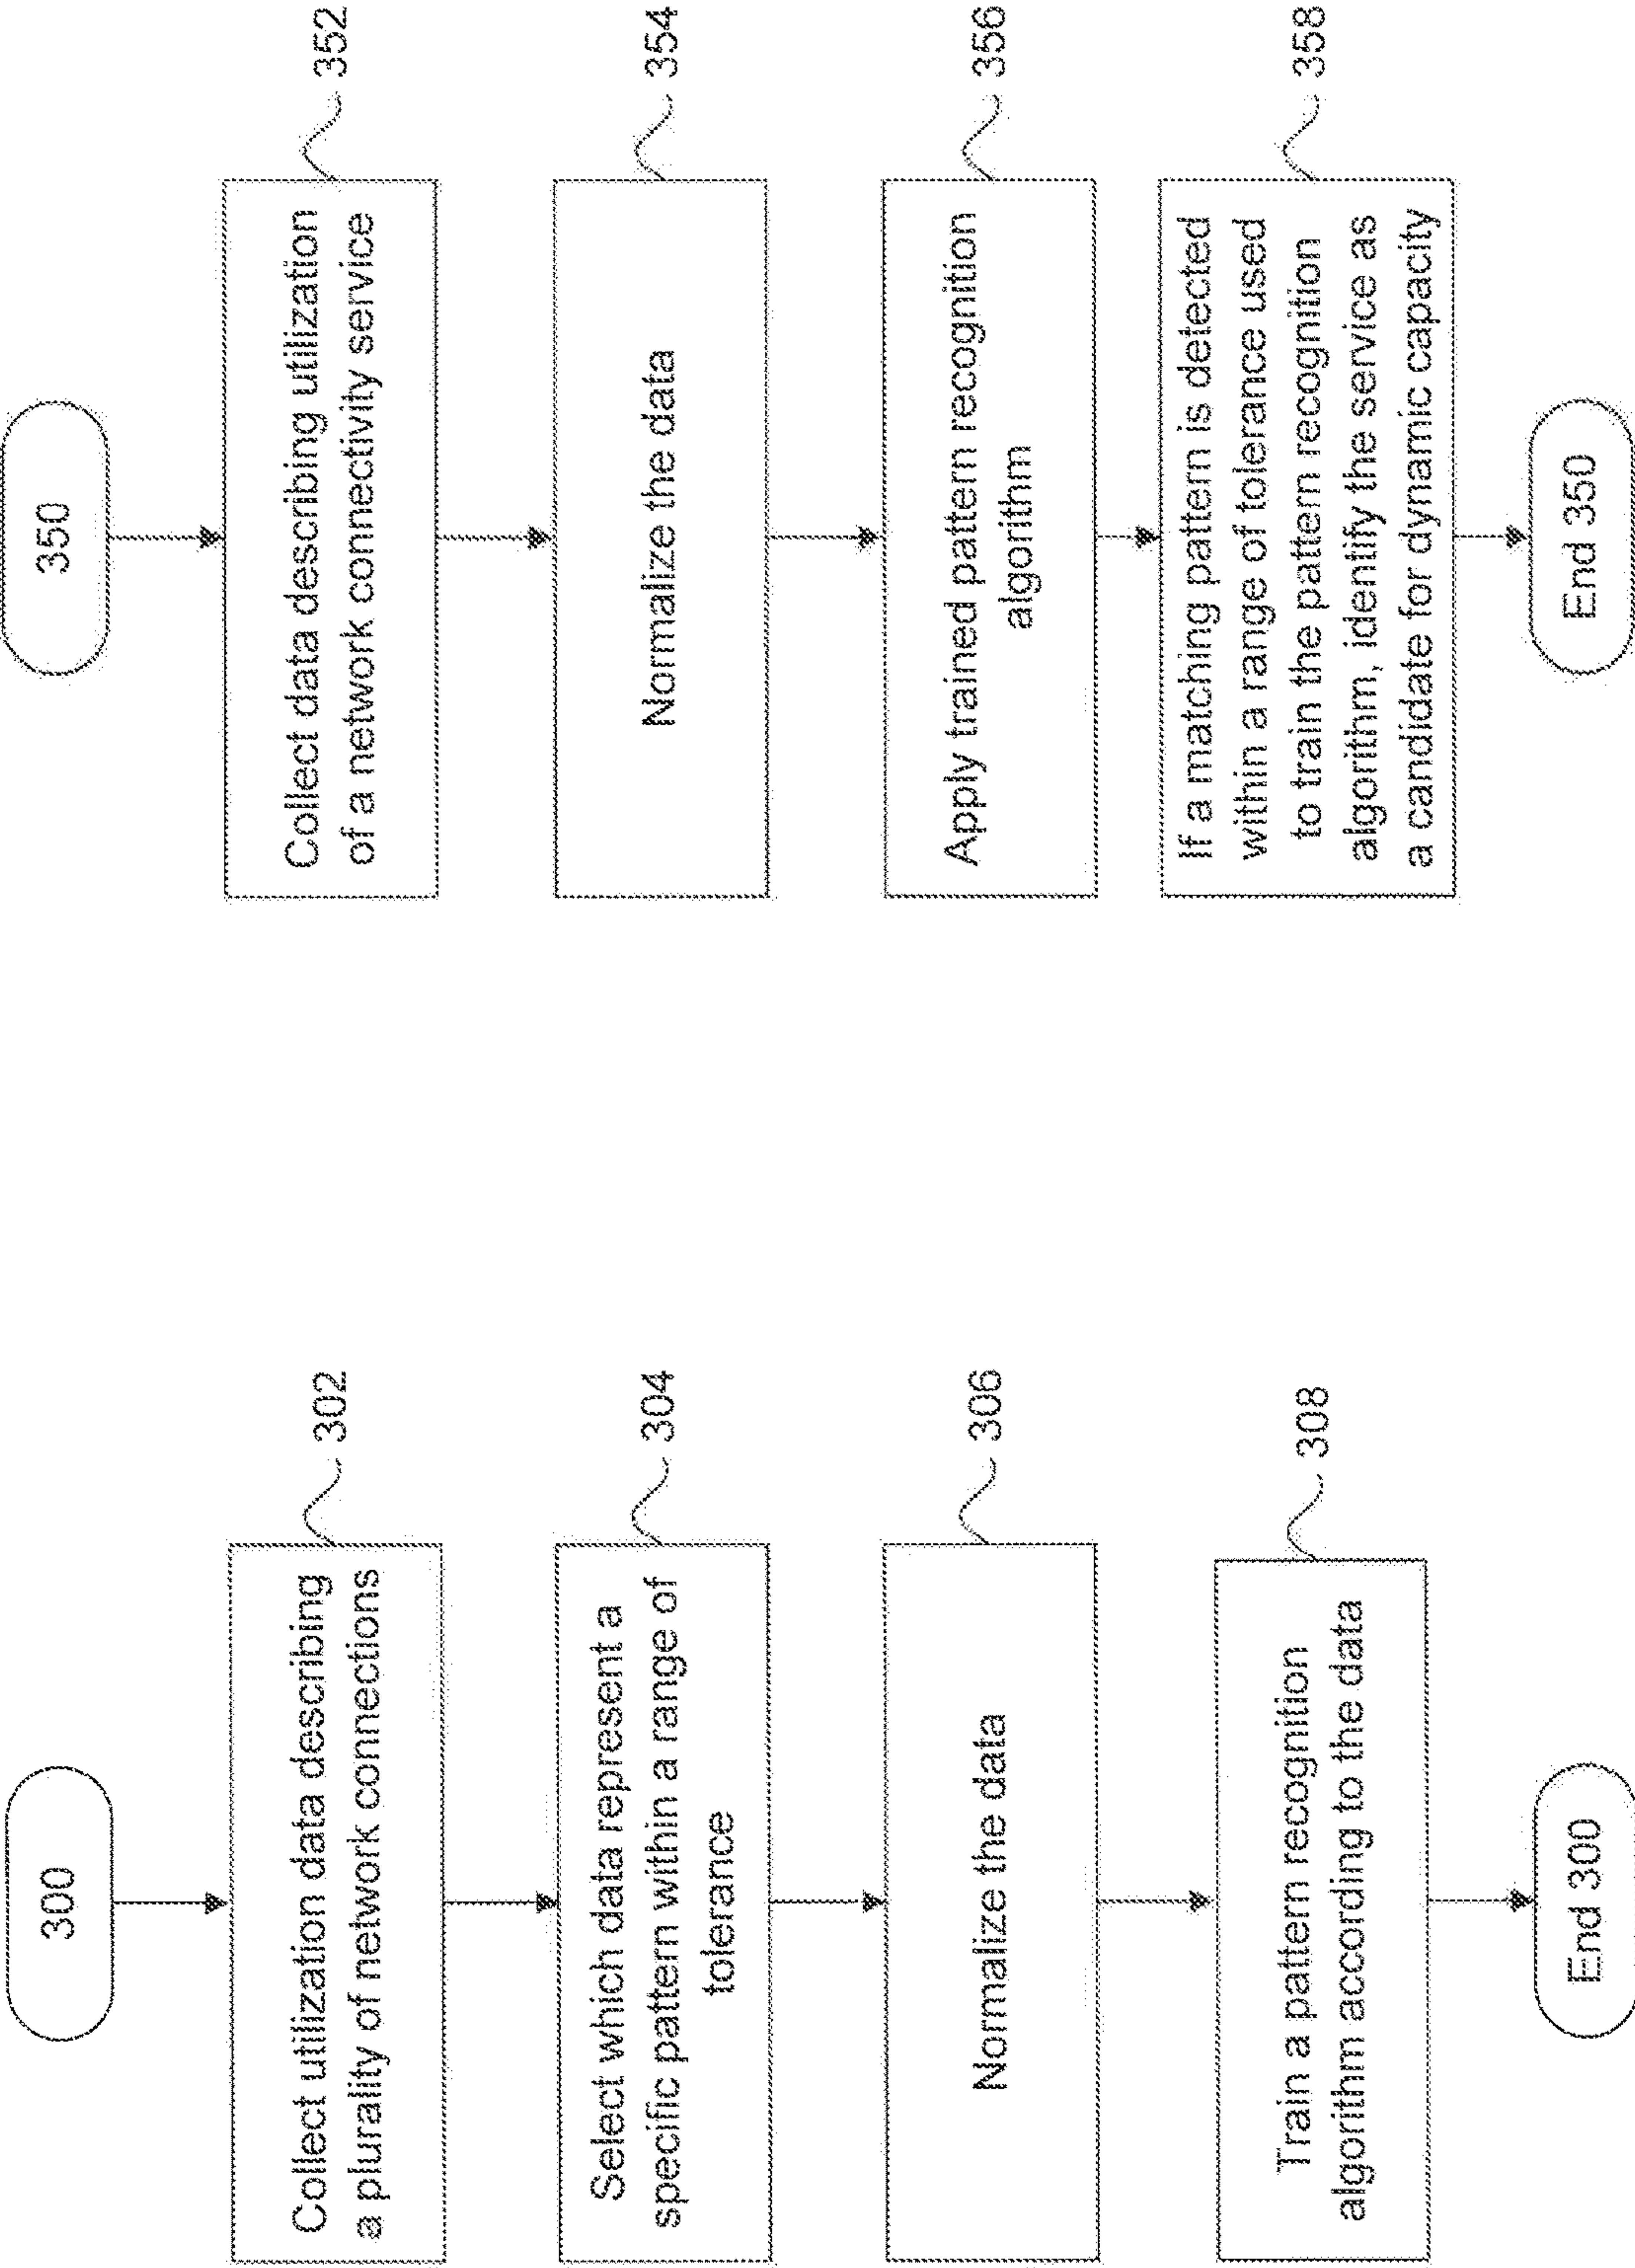 300
Collect utilization data describing
a plurality of network connections
302
Select which data represent a
specific pattern within a range of
tolerance
304
Normalize the data
306
Train a pattern recognition
algorithm according to the data
308
End 300
350
Collect data describing utilization
of a network connectivity service
352
Normalize the data
354
Apply trained pattern recognition
algorithm
356
If a matching pattern is detected
within a range of tolerance used
to train the pattern recognition
algorithm, identify the service as
a candidate for dynamic capacity
358
End 350